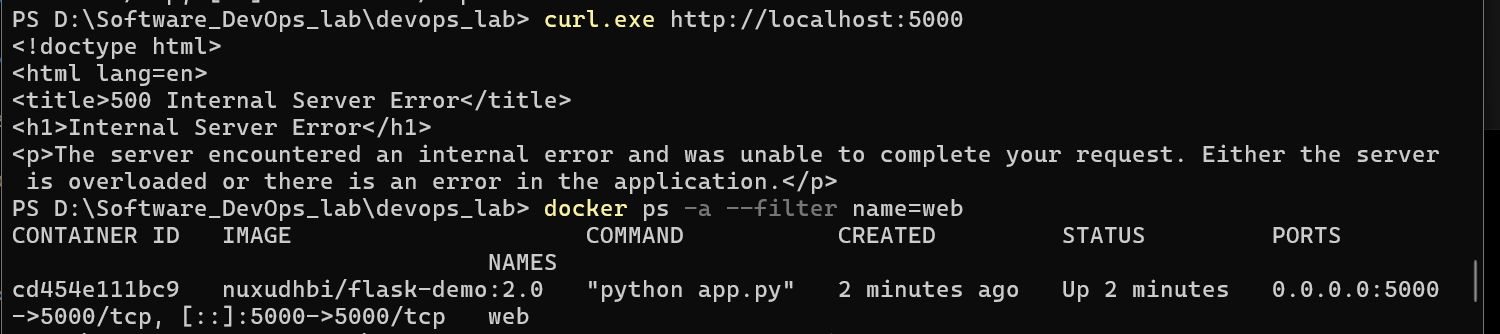 PS D:\Software_DevOps_lab\devops_lab> curl.exe http://localhost:5000
<!doctype html>
<html lang=en>
<title>500 Internal Server Error</title>
<h1>Internal Server Error</h1>
<p>The server encountered an internal error and was unable to complete your request. Either the server
 is overloaded or there is an error in the application.</p>
PS D:\Software_DevOps_lab\devops_lab> docker ps -a --filter name=web
CONTAINER ID   IMAGE                   COMMAND           CREATED         STATUS         PORTS
                                  NAMES
cd454e111bc9   nuxudhbi/flask-demo:2.0   "python app.py"   2 minutes ago   Up 2 minutes   0.0.0.0:5000
->5000/tcp, [::]:5000->5000/tcp   web